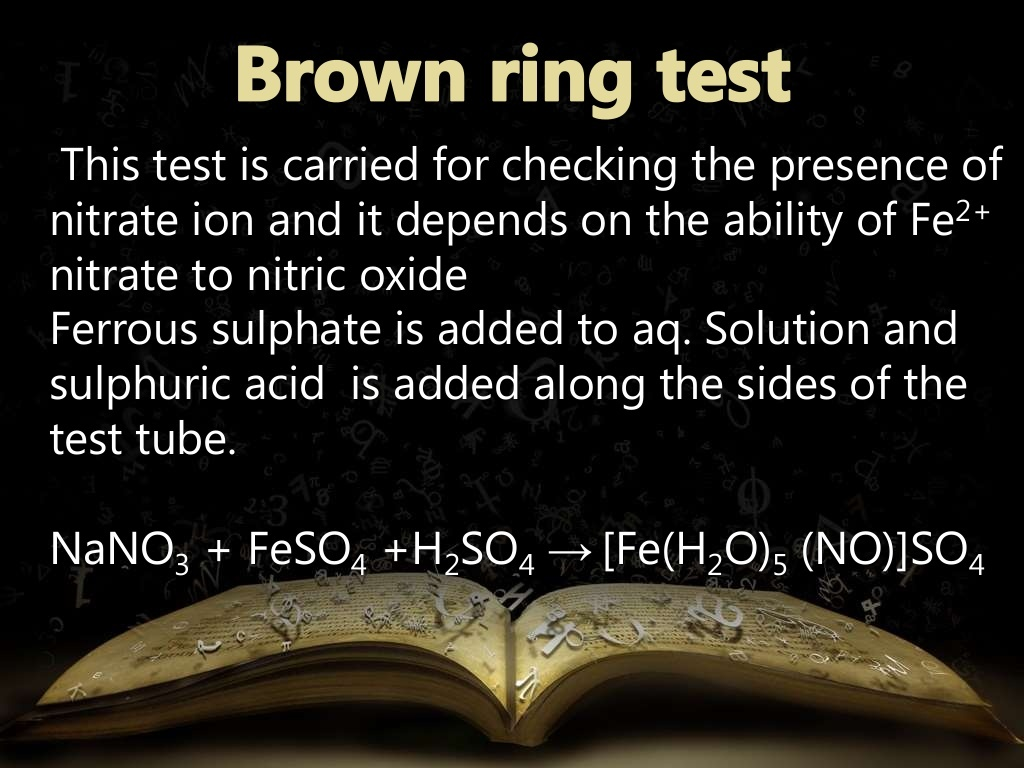 Brown ring test
This test is carried for checking the presence of
nitrate ion and it depends on the ability of Fe²⁺
nitrate to nitric oxide
Ferrous sulphate is added to aq. Solution and
sulphuric acid  is added along the sides of the
test tube.
NaNO₃ + FeSO₄ +H₂SO₄ → [Fe(H₂O)₅ (NO)]SO₄